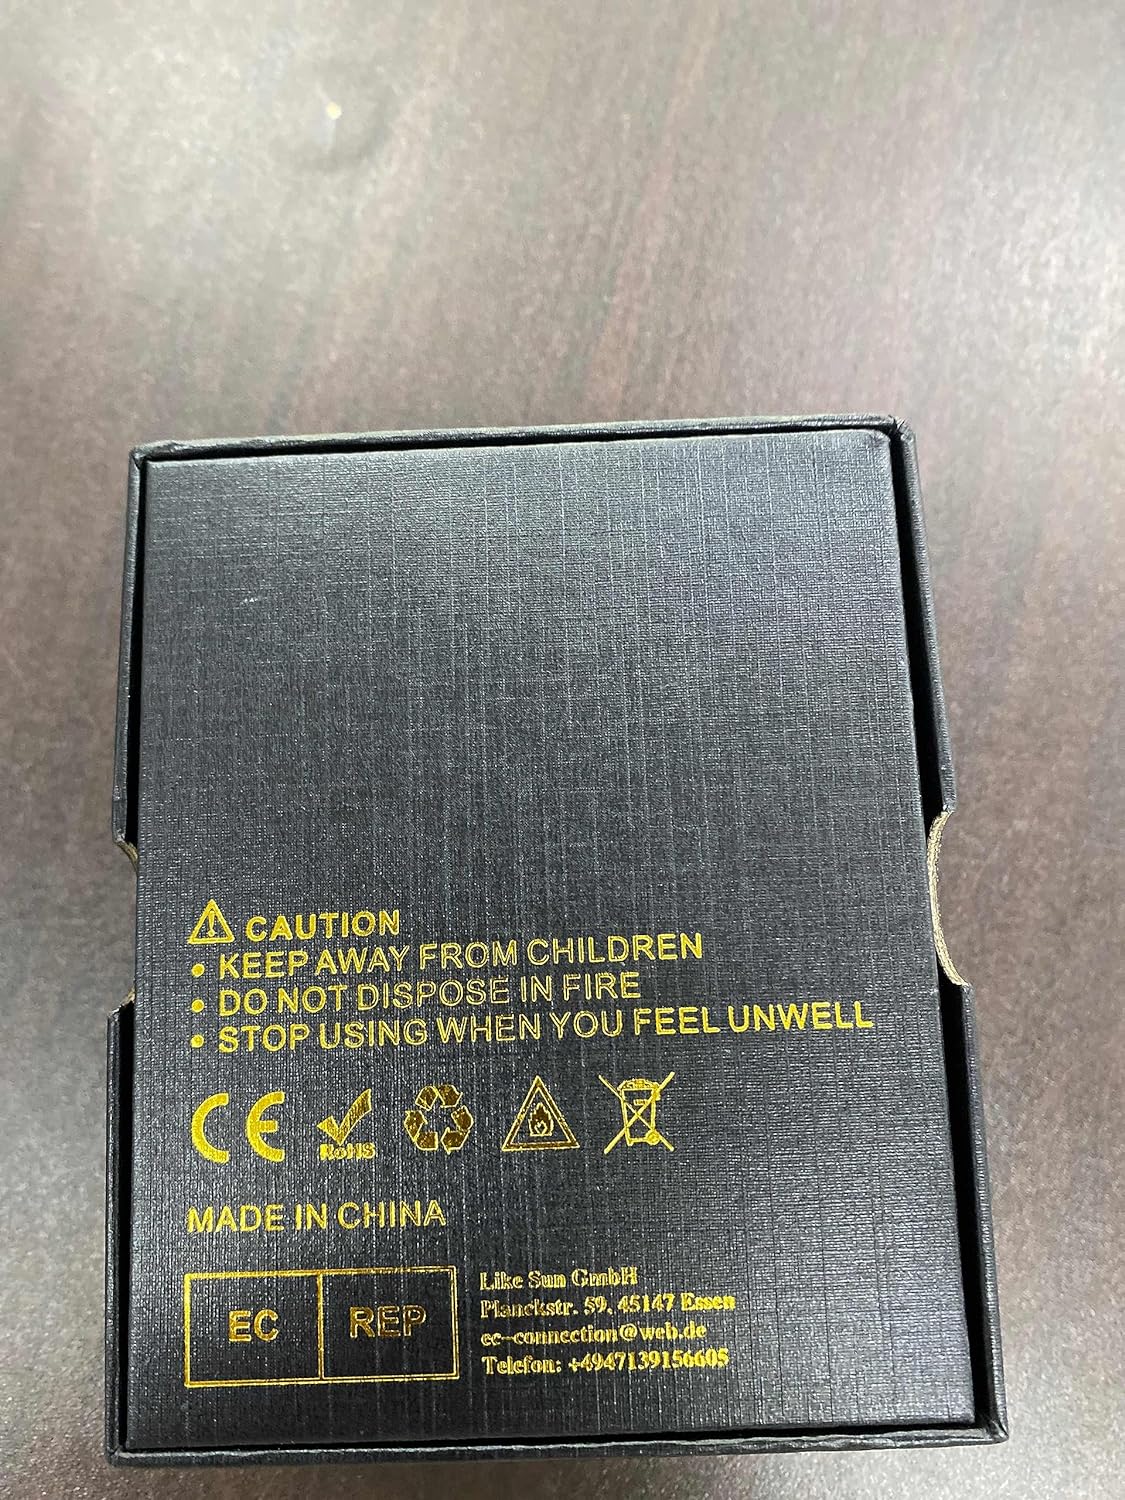 CAUTION
• KEEP AWAY FROM CHILDREN
• DO NOT DISPOSE IN FIRE
• STOP USING WHEN YOU FEEL UNWELL
CE
RoHS
MADE IN CHINA
EC REP
Like Sun GmbH
Planckstr. 59, 45147 Essen
ec-connection@web.de
Telefon: +4947139156605